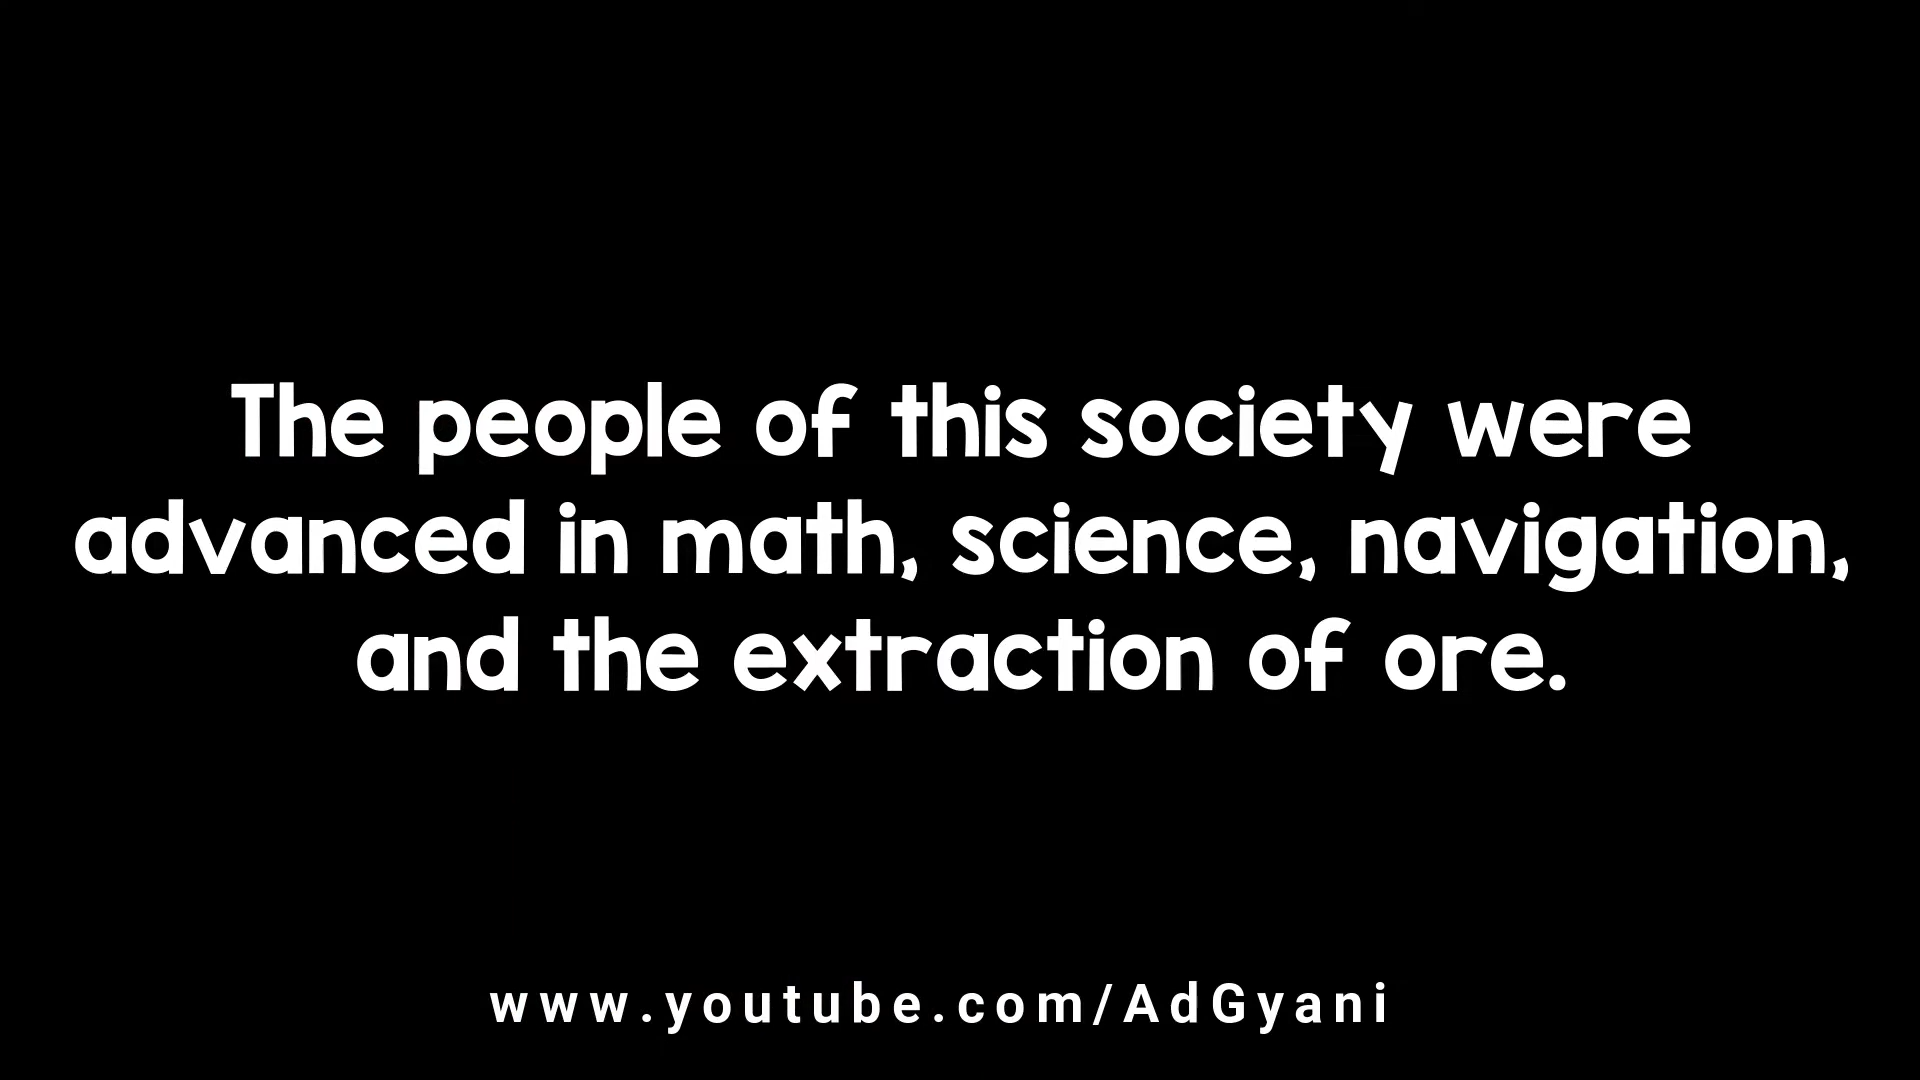 The people of this society were
advanced in math, science, navigation,
and the extraction of ore.
www.youtube.com/AdGyani